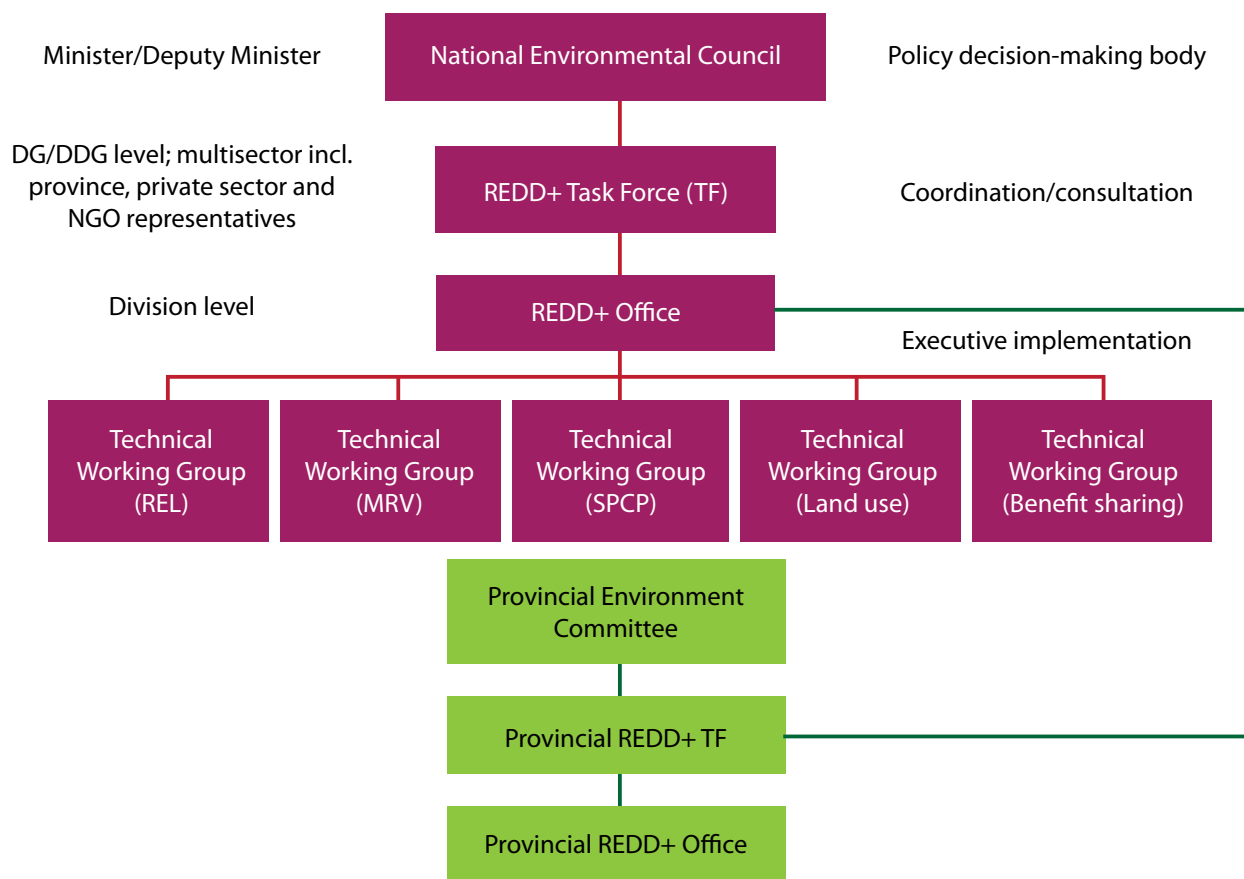 Minister/Deputy Minister
National Environmental Council
Policy decision-making body
DG/DDG level; multisector incl.
province, private sector and
NGO representatives
REDD+ Task Force (TF)
Coordination/consultation
Division level
REDD+ Office
Executive implementation
Technical
Working Group
(REL)
Technical
Working Group
(MRV)
Technical
Working Group
(SPCP)
Technical
Working Group
(Land use)
Technical
Working Group
(Benefit sharing)
Provincial Environment
Committee
Provincial REDD+ TF
Provincial REDD+ Office